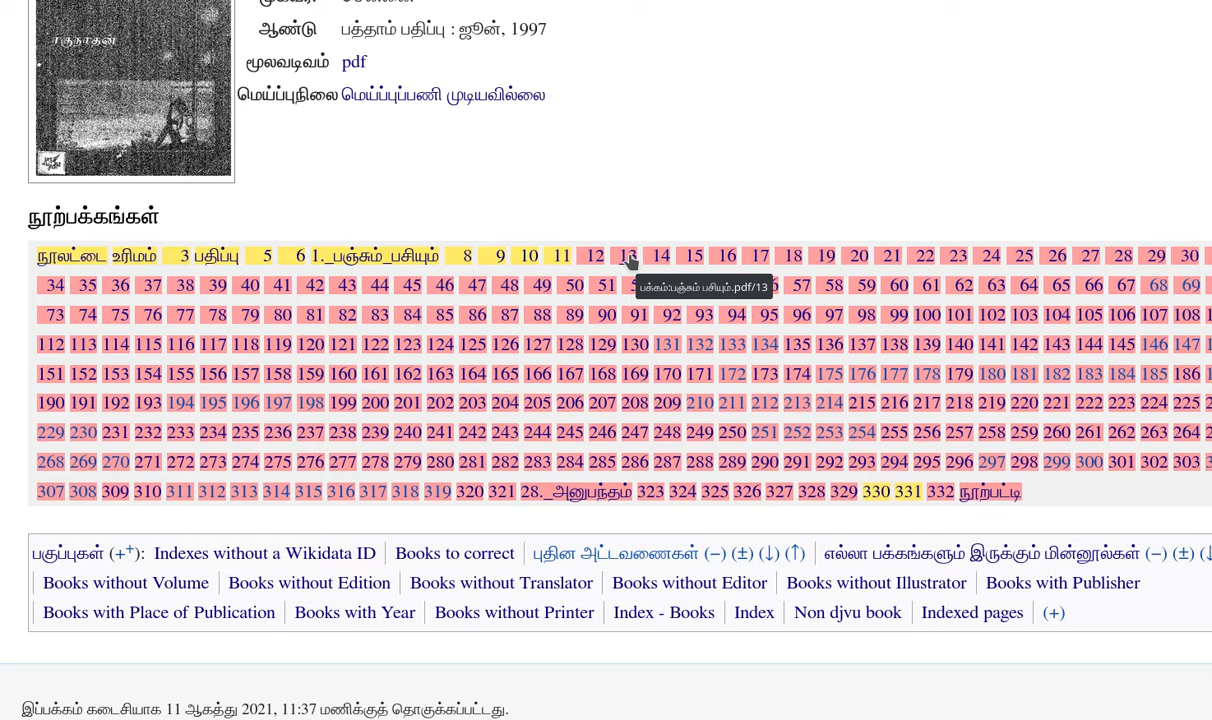 முகவரி சென்னை
ரகுநாதன்
ஆண்டு பத்தாம் பதிப்பு : ஜூன், 1997
மூலவடிவம் pdf
மெய்ப்புநிலை மெய்ப்புப்பணி முடியவில்லை
நூற்பக்கங்கள்
நூலட்டை உரிமம் 3 பதிப்பு 5 6 1._பஞ்சும்_பசியும் 8 9 10 11 12 13 14 15 16 17 18 19 20 21 22 23 24 25 26 27 28 29 30
34 35 36 37 38 39 40 41 42 43 44 45 46 47 48 49 50 51 57 58 59 60 61 62 63 64 65 66 67 68 69
பக்கம்:பஞ்சும் பசியும்.pdf/13
73 74 75 76 77 78 79 80 81 82 83 84 85 86 87 88 89 90 91 92 93 94 95 96 97 98 99 100 101 102 103 104 105 106 107 108
112 113 114 115 116 117 118 119 120 121 122 123 124 125 126 127 128 129 130 131 132 133 134 135 136 137 138 139 140 141 142 143 144 145 146 147
151 152 153 154 155 156 157 158 159 160 161 162 163 164 165 166 167 168 169 170 171 172 173 174 175 176 177 178 179 180 181 182 183 184 185 186
190 191 192 193 194 195 196 197 198 199 200 201 202 203 204 205 206 207 208 209 210 211 212 213 214 215 216 217 218 219 220 221 222 223 224 225
229 230 231 232 233 234 235 236 237 238 239 240 241 242 243 244 245 246 247 248 249 250 251 252 253 254 255 256 257 258 259 260 261 262 263 264
268 269 270 271 272 273 274 275 276 277 278 279 280 281 282 283 284 285 286 287 288 289 290 291 292 293 294 295 296 297 298 299 300 301 302 303
307 308 309 310 311 312 313 314 315 316 317 318 319 320 321 28._அனுபந்தம் 323 324 325 326 327 328 329 330 331 332 நூற்பட்டி
பகுப்புகள் (+⁺): Indexes without a Wikidata ID Books to correct புதின அட்டவணைகள் (−) (±) (↓) (↑) எல்லா பக்கங்களும் இருக்கும் மின்னூல்கள் (−) (±)
Books without Volume Books without Edition Books without Translator Books without Editor Books without Illustrator Books with Publisher
Books with Place of Publication Books with Year Books without Printer Index - Books Index Non djvu book Indexed pages (+)
இப்பக்கம் கடைசியாக 11 ஆகத்து 2021, 11:37 மணிக்குத் தொகுக்கப்பட்டது.